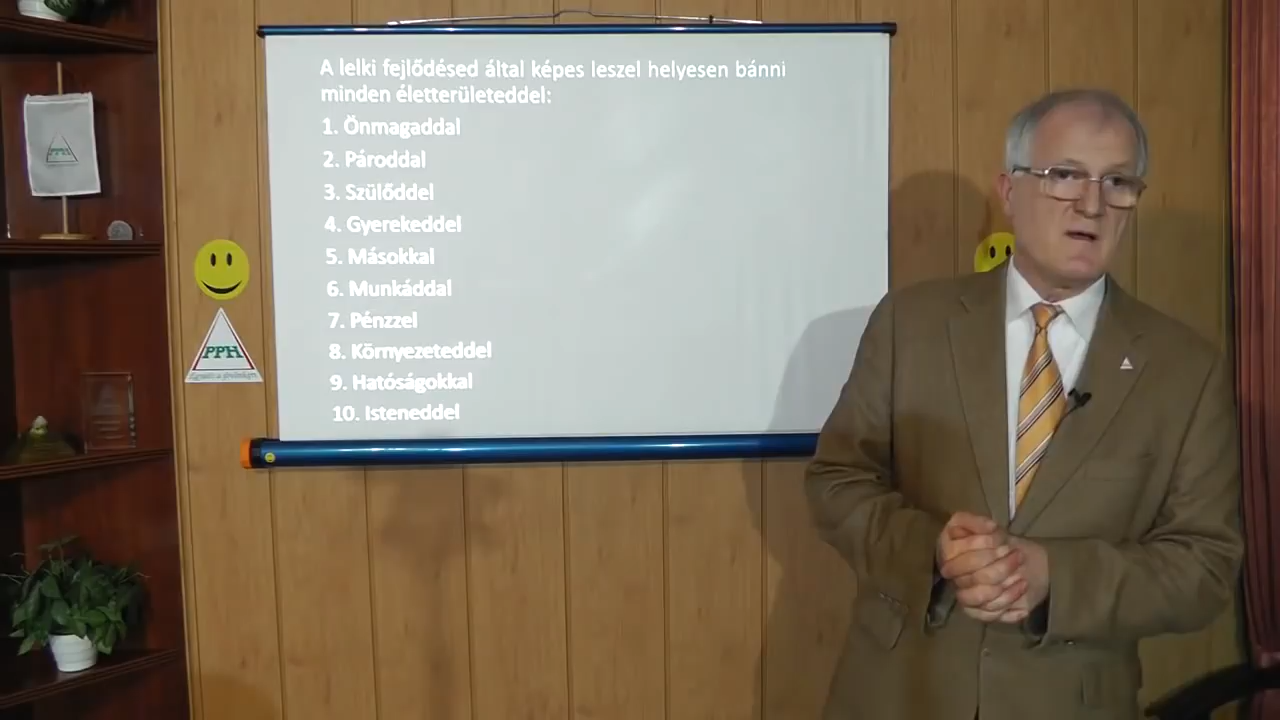 A lelki fejlődésed által képes leszel helyesen bánni
minden életterületeddel:
1. Önmagaddal
2. Pároddal
3. Szülőddel
4. Gyerekeddel
5. Másokkal
6. Munkáddal
7. Pénzzel
8. Környezeteddel
9. Hatóságokkal
10. Isteneddel
PPH